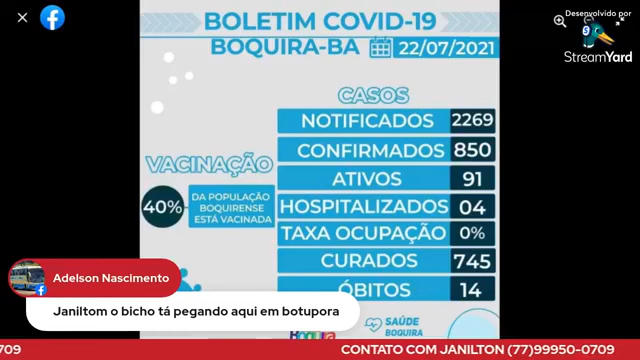 Desenvolvido por
StreamYard
BOLETIM COVID-19
BOQUIRA-BA 22/07/2021
CASOS
NOTIFICADOS 2269
CONFIRMADOS 850
ATIVOS 91
HOSPITALIZADOS 04
TAXA OCUPAÇÃO 0%
CURADOS 745
ÓBITOS 14
VACINAÇÃO
40% DA POPULAÇÃO
BOQUIRENSE
ESTÁ VACINADA
Adelson Nascimento
Janiltom o bicho tá pegando aqui em botupora
Boquira
SAÚDE
BOQUIRA
709 CONTATO COM JANILTON (77)99950-0709